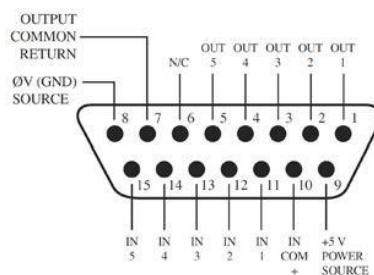 OUTPUT
COMMON
RETURN
ØV (GND)
SOURCE
N/C
OUT
5
OUT
4
OUT
3
OUT
2
OUT
1
8 7 6 5 4 3 2 1
15 14 13 12 11 10 9
IN
5
IN
4
IN
3
IN
2
IN
1
IN
COM
+
+5 V
POWER
SOURCE